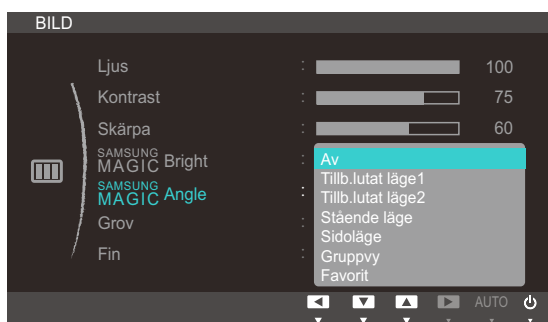 BILD
Ljus : 100
Kontrast : 75
Skärpa : 60
SAMSUNG MAGIC Bright :
SAMSUNG MAGIC Angle :
Grov :
Fin :
Av
Tillb.lutat läge1
Tillb.lutat läge2
Stående läge
Sidoläge
Gruppvy
Favorit
AUTO